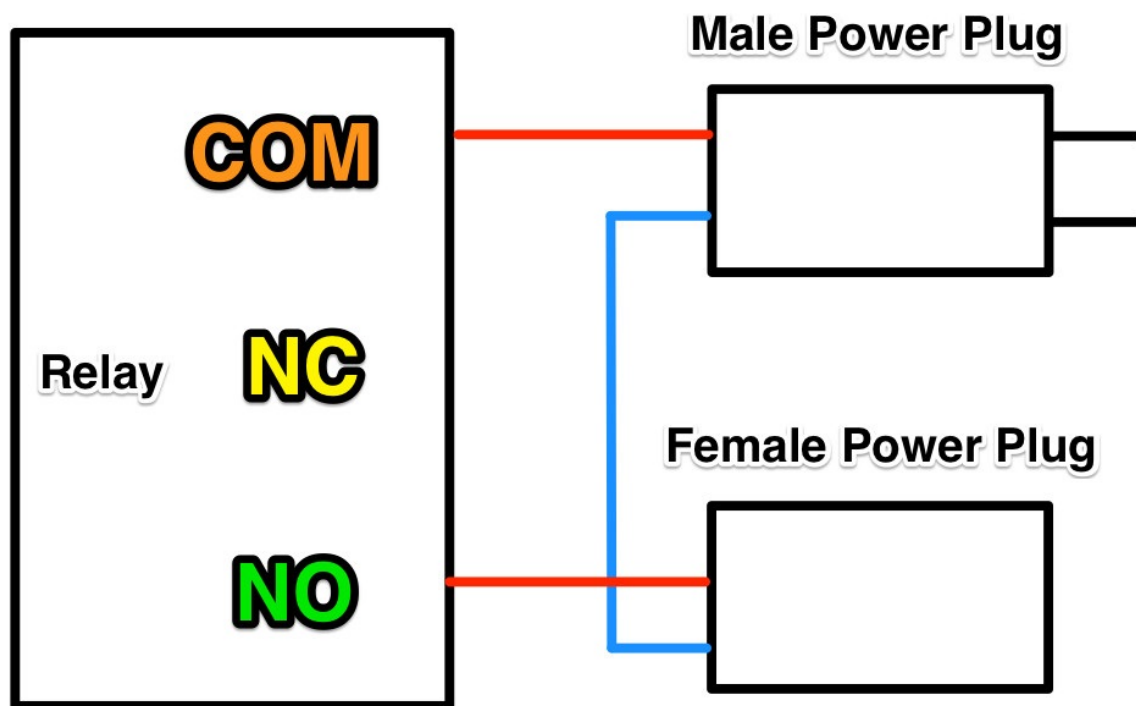 Male Power Plug
COM
Relay
NC
Female Power Plug
NO